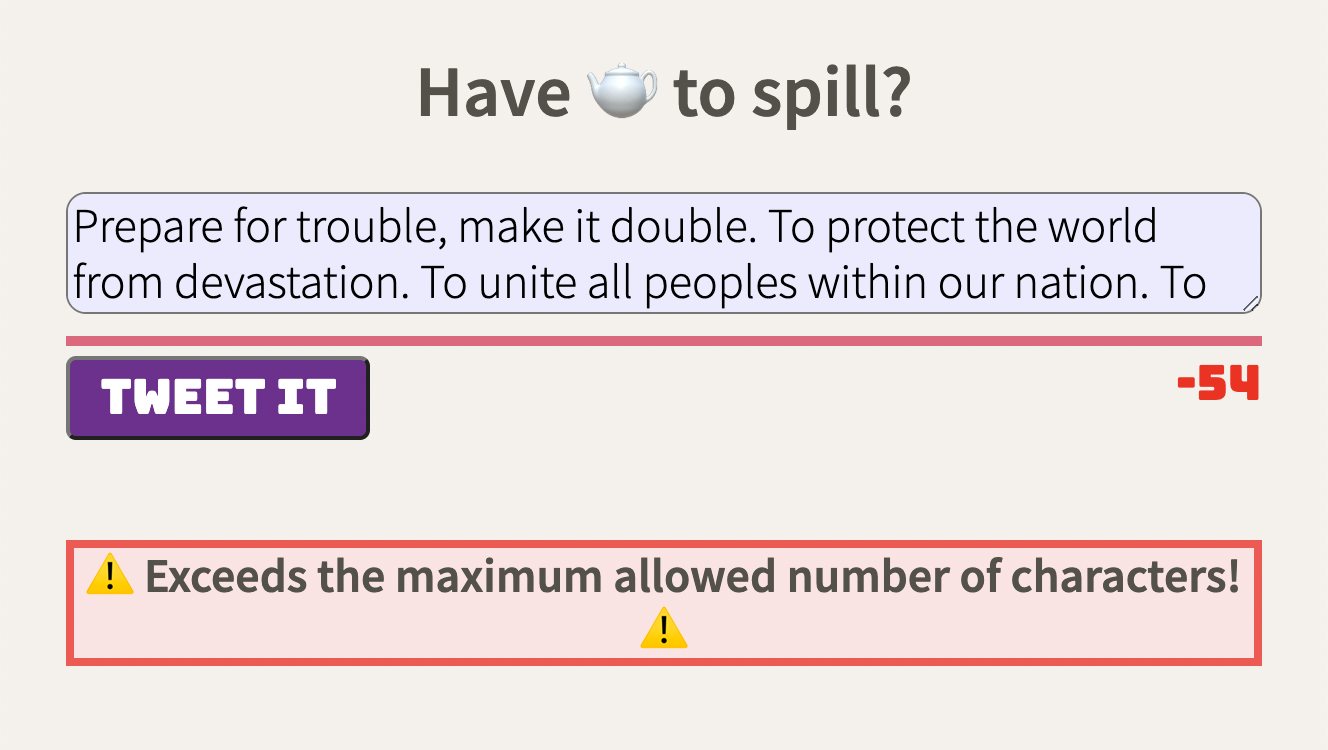 Have 🫖 to spill?
Prepare for trouble, make it double. To protect the world
from devastation. To unite all peoples within our nation. To
TWEET IT
-54
⚠️ Exceeds the maximum allowed number of characters!
⚠️